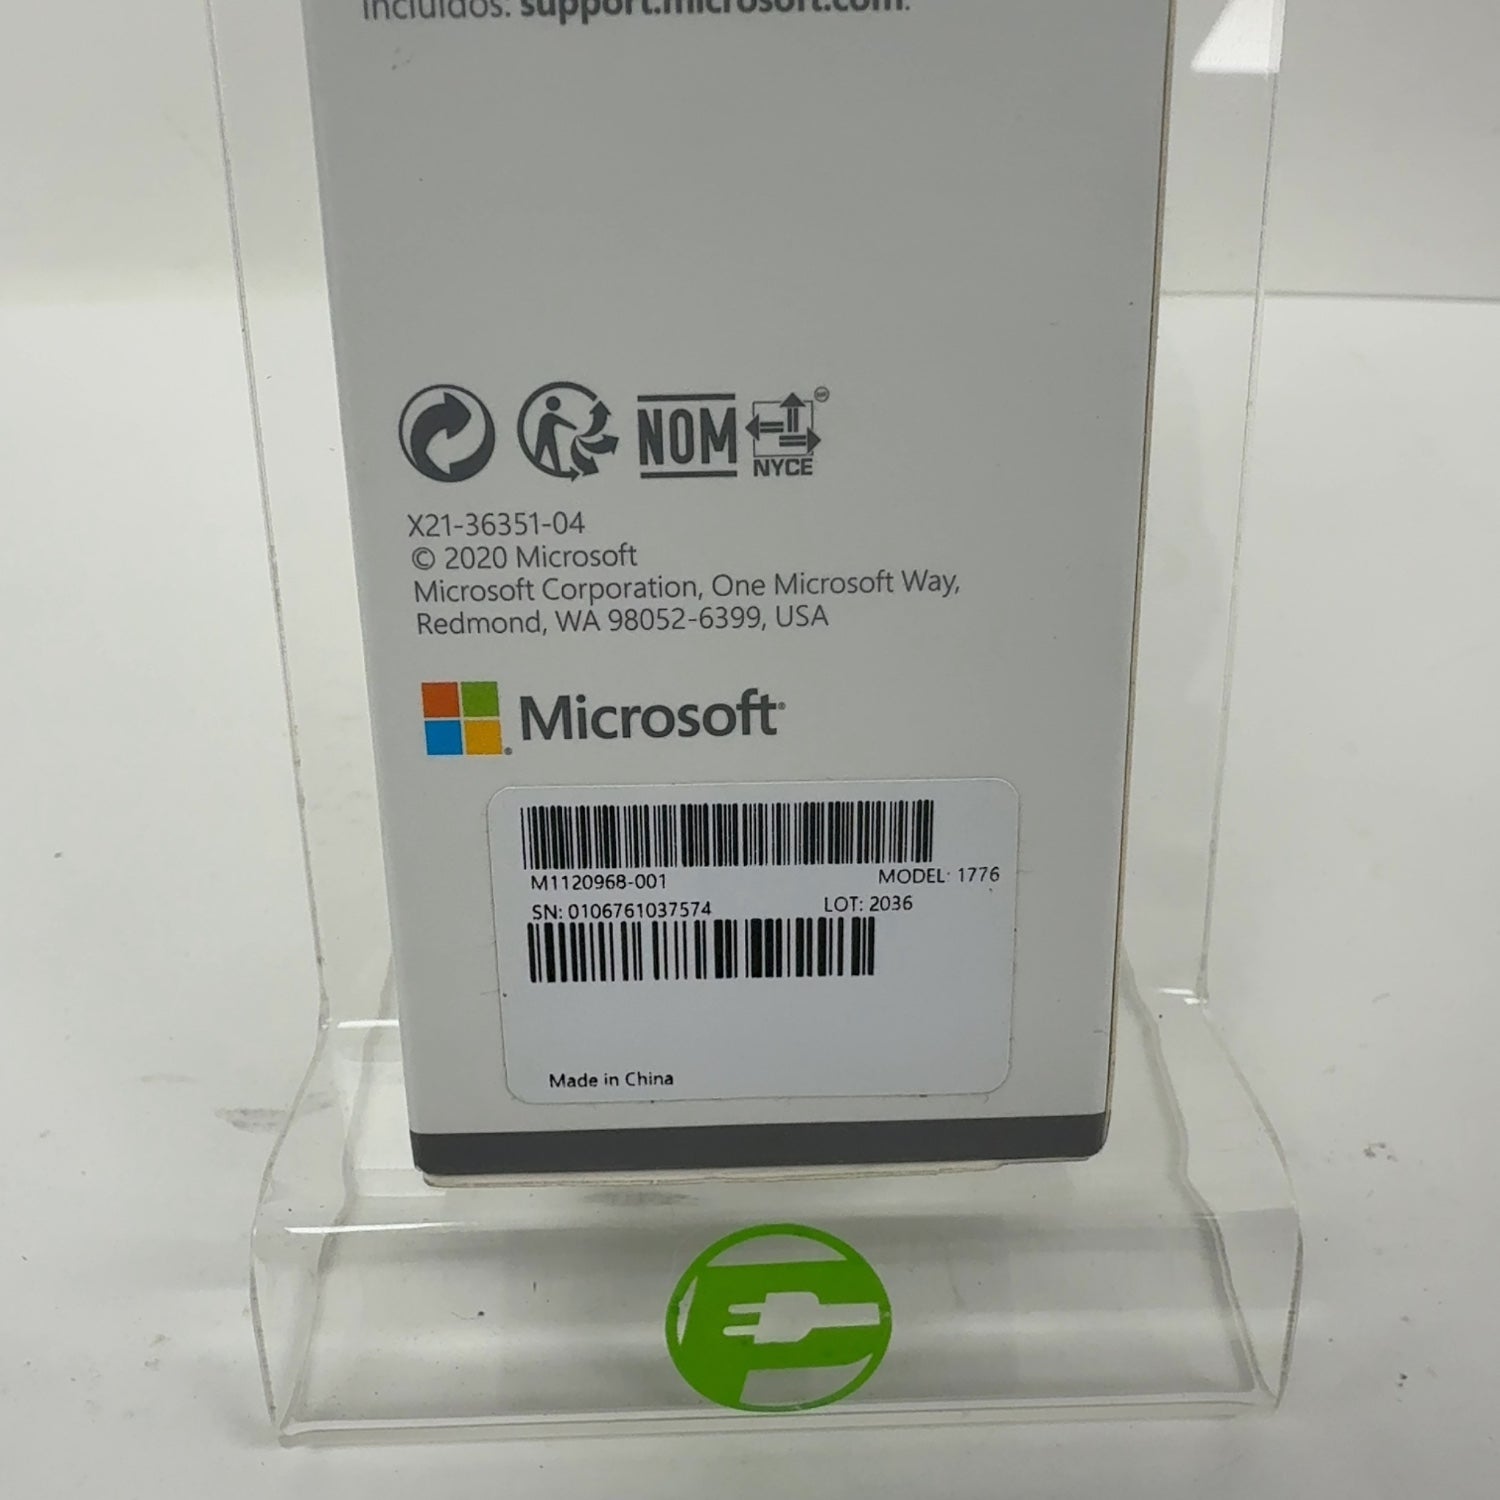 incluidos: support.microsoft.com.
NOM
NYCE
X21-36351-04
© 2020 Microsoft
Microsoft Corporation, One Microsoft Way,
Redmond, WA 98052-6399, USA
Microsoft
M1120968-001 MODEL: 1776
SN: 0106761037574 LOT: 2036
Made in China